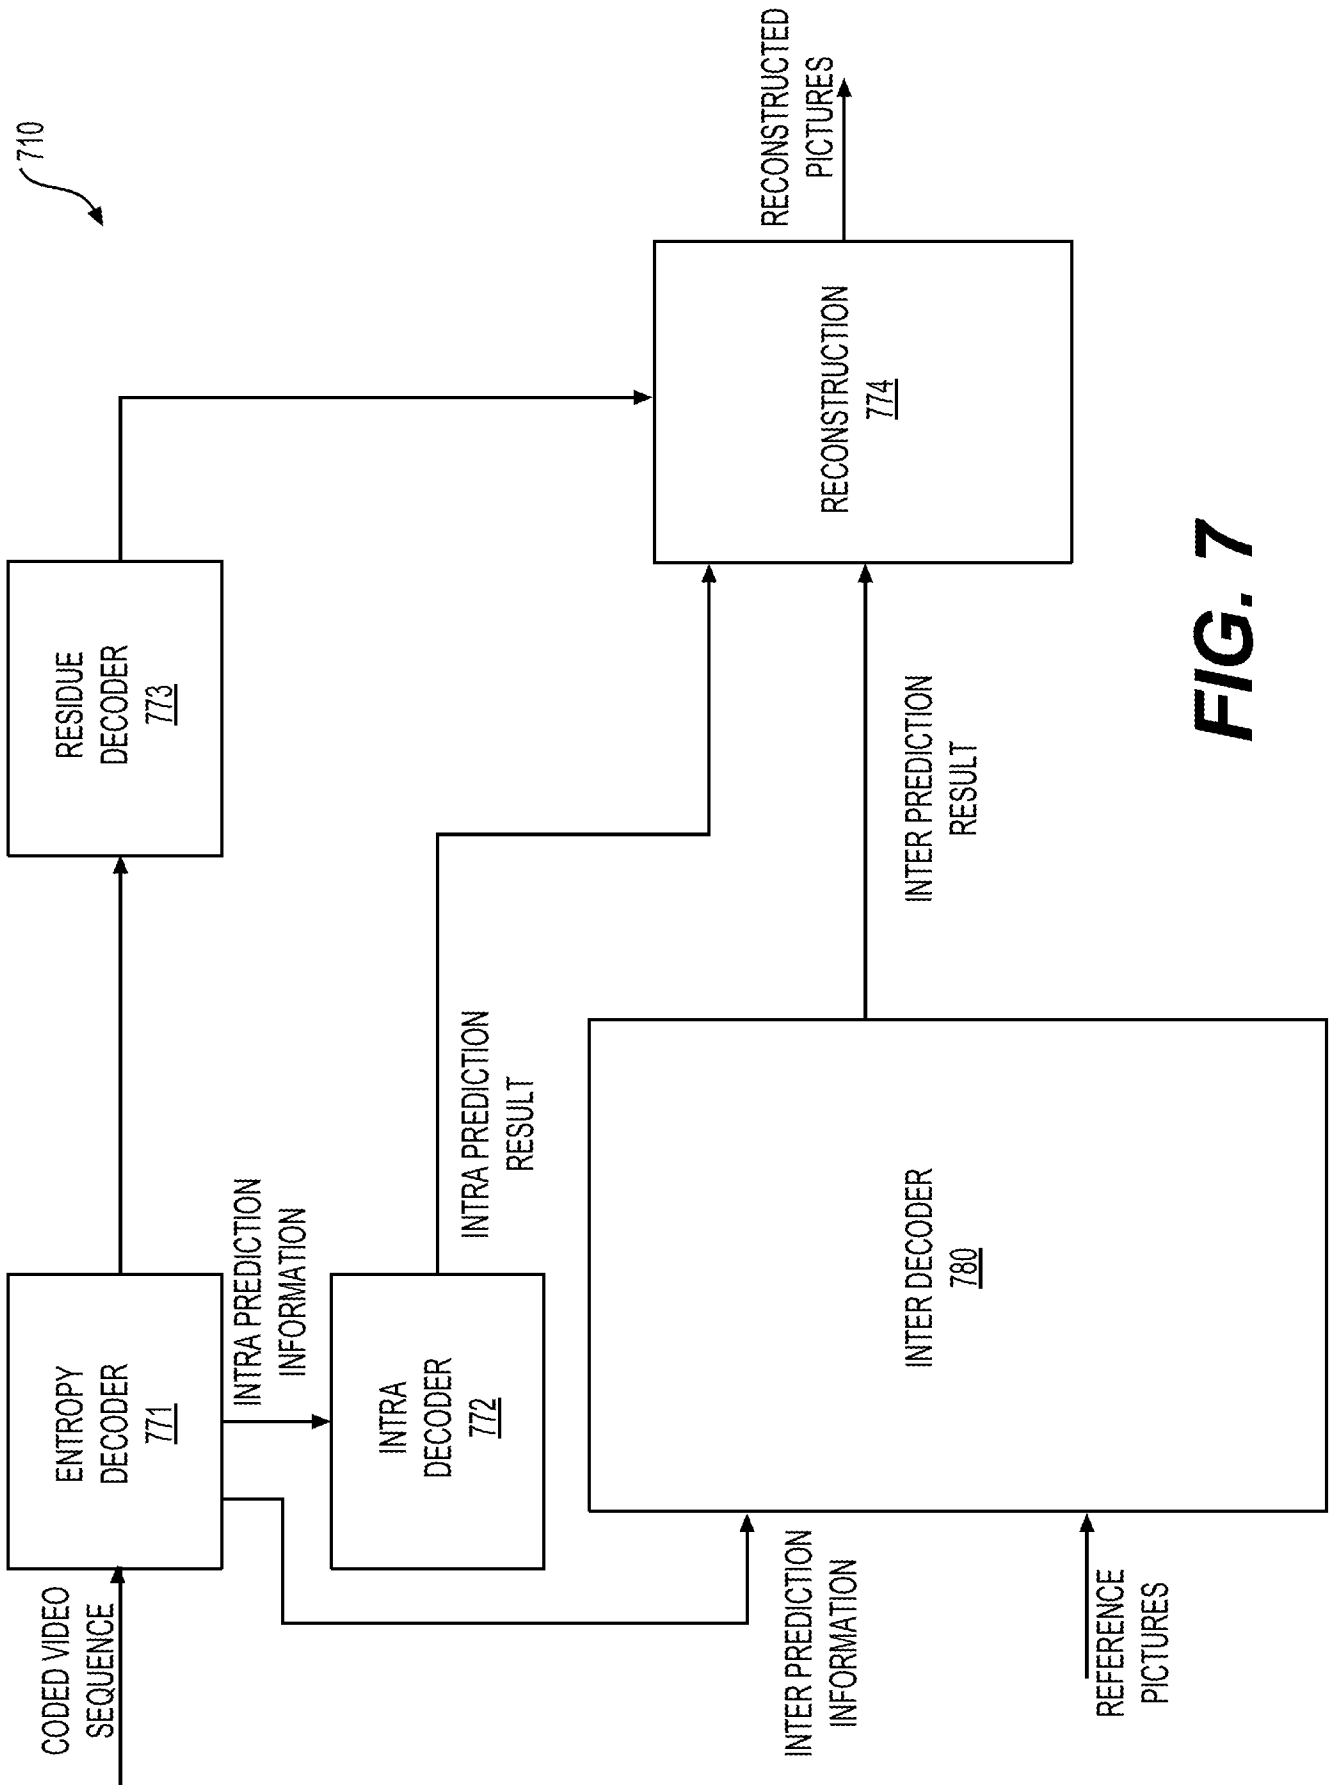 710
CODED VIDEO
SEQUENCE
ENTROPY
DECODER
771
RESIDUE
DECODER
773
INTRA PREDICTION
INFORMATION
INTRA
DECODER
772
INTRA PREDICTION
RESULT
RECONSTRUCTED
PICTURES
RECONSTRUCTION
774
INTER PREDICTION
INFORMATION
INTER DECODER
780
INTER PREDICTION
RESULT
REFERENCE
PICTURES
FIG. 7